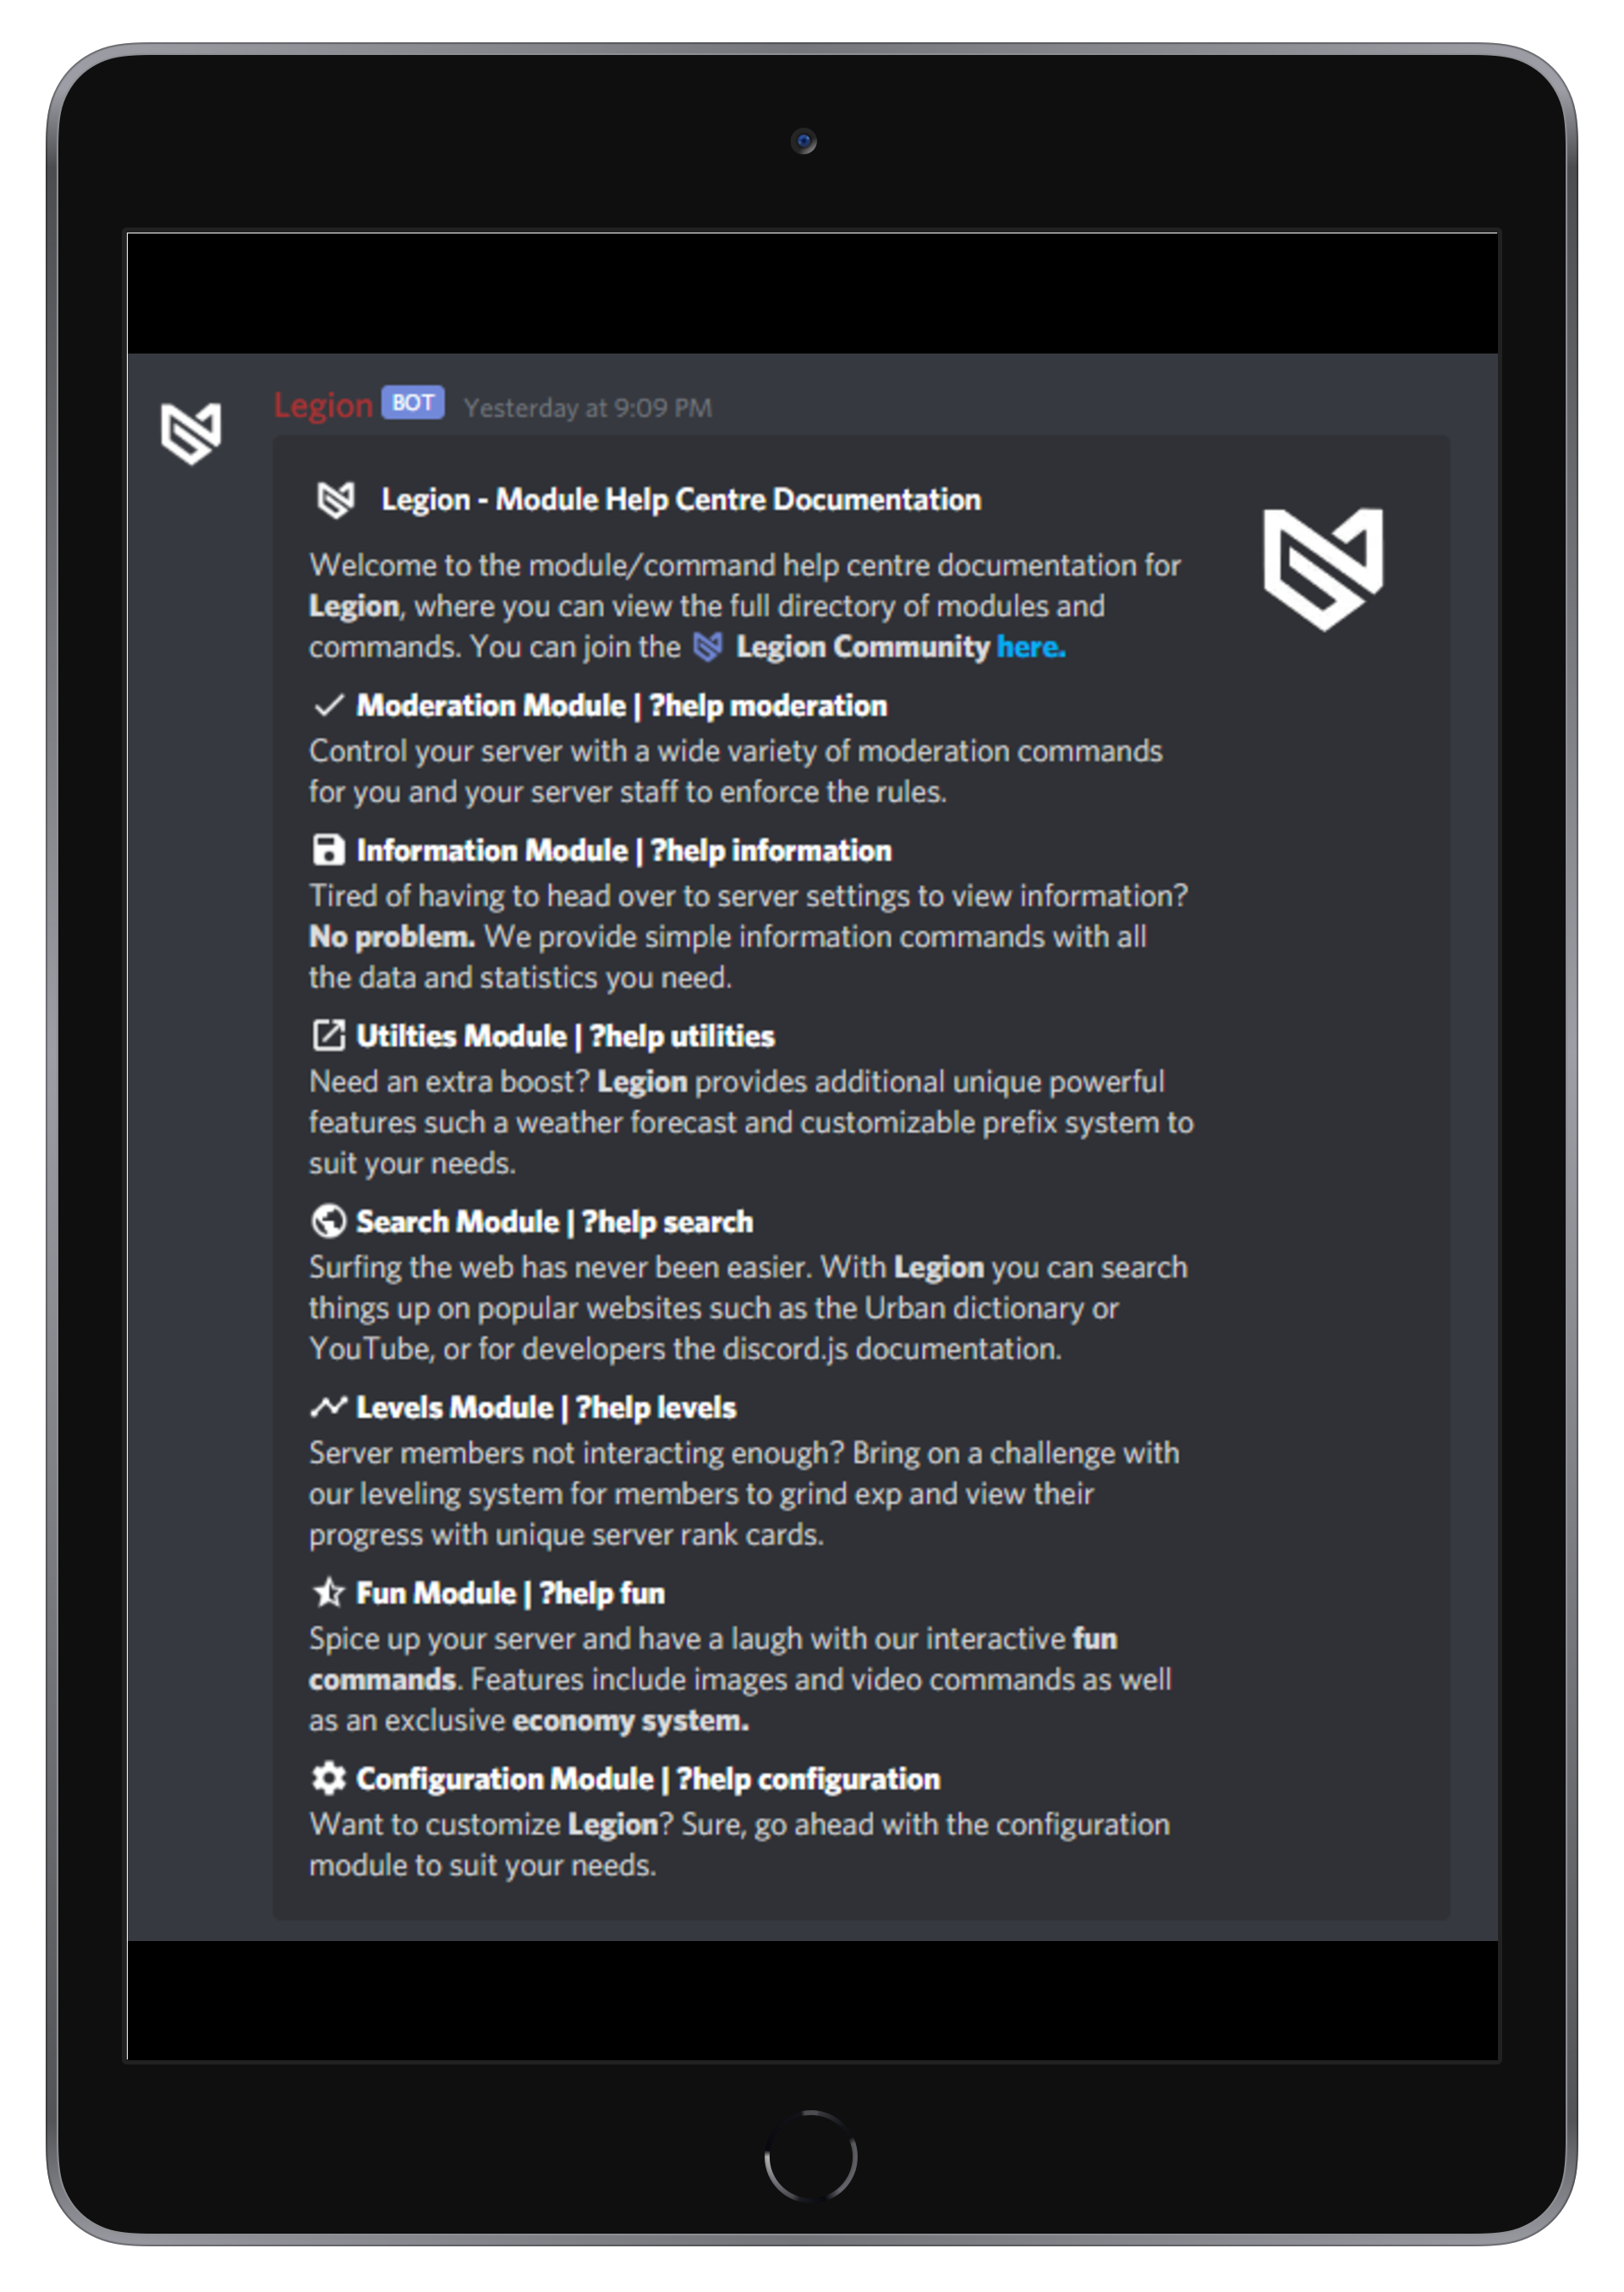 Legion BOT Yesterday at 9:09 PM
Legion - Module Help Centre Documentation
Welcome to the module/command help centre documentation for
Legion, where you can view the full directory of modules and
commands. You can join the Legion Community here.
Moderation Module | ?help moderation
Control your server with a wide variety of moderation commands
for you and your server staff to enforce the rules.
Information Module | ?help information
Tired of having to head over to server settings to view information?
No problem. We provide simple information commands with all
the data and statistics you need.
Utilties Module | ?help utilities
Need an extra boost? Legion provides additional unique powerful
features such a weather forecast and customizable prefix system to
suit your needs.
Search Module | ?help search
Surfing the web has never been easier. With Legion you can search
things up on popular websites such as the Urban dictionary or
YouTube, or for developers the discord.js documentation.
Levels Module | ?help levels
Server members not interacting enough? Bring on a challenge with
our leveling system for members to grind exp and view their
progress with unique server rank cards.
Fun Module | ?help fun
Spice up your server and have a laugh with our interactive fun
commands. Features include images and video commands as well
as an exclusive economy system.
Configuration Module | ?help configuration
Want to customize Legion? Sure, go ahead with the configuration
module to suit your needs.